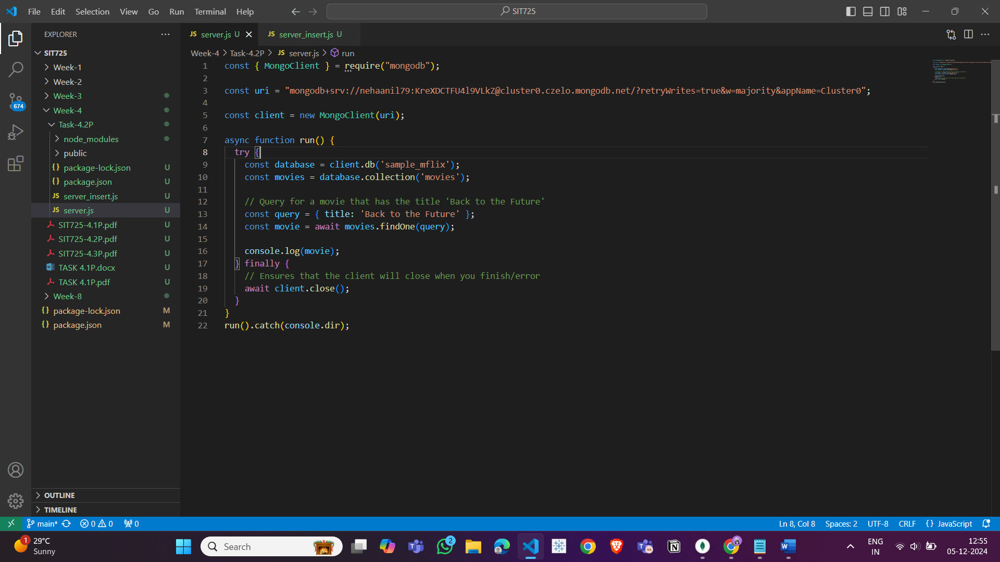 File Edit Selection View Go Run Terminal Help
SIT725
EXPLORER
SIT725
Week-1
Week-2
Week-3
674
Week-4
Task-4.2P
node_modules
public
{} package-lock.json U
{} package.json U
JS server_insert.js U
JS server.js U
SIT725-4.1P.pdf U
SIT725-4.2P.pdf U
SIT725-4.3P.pdf U
TASK 4.1P.docx U
TASK 4.1P.pdf U
Week-8
{} package-lock.json M
{} package.json M
OUTLINE
TIMELINE
JS server.js U
JS server_insert.js U
Week-4 > Task-4.2P > JS server.js > run
1 const { MongoClient } = require("mongodb");
2
3 const uri = "mongodb+srv://nehaanil79:KreXDCTFU4l9VLkZ@cluster0.czelo.mongodb.net/?retryWrites=true&w=majority&appName=Cluster0";
4
5 const client = new MongoClient(uri);
6
7 async function run() {
8 try {
9 const database = client.db('sample_mflix');
10 const movies = database.collection('movies');
11
12 // Query for a movie that has the title 'Back to the Future'
13 const query = { title: 'Back to the Future' };
14 const movie = await movies.findOne(query);
15
16 console.log(movie);
17 } finally {
18 // Ensures that the client will close when you finish/error
19 await client.close();
20 }
21 }
22 run().catch(console.dir);
main* 0 0 0
Ln 8, Col 8 Spaces: 2 UTF-8 CRLF {} JavaScript
1
29°C
Sunny
Search
2
ENG
IN
12:55
05-12-2024